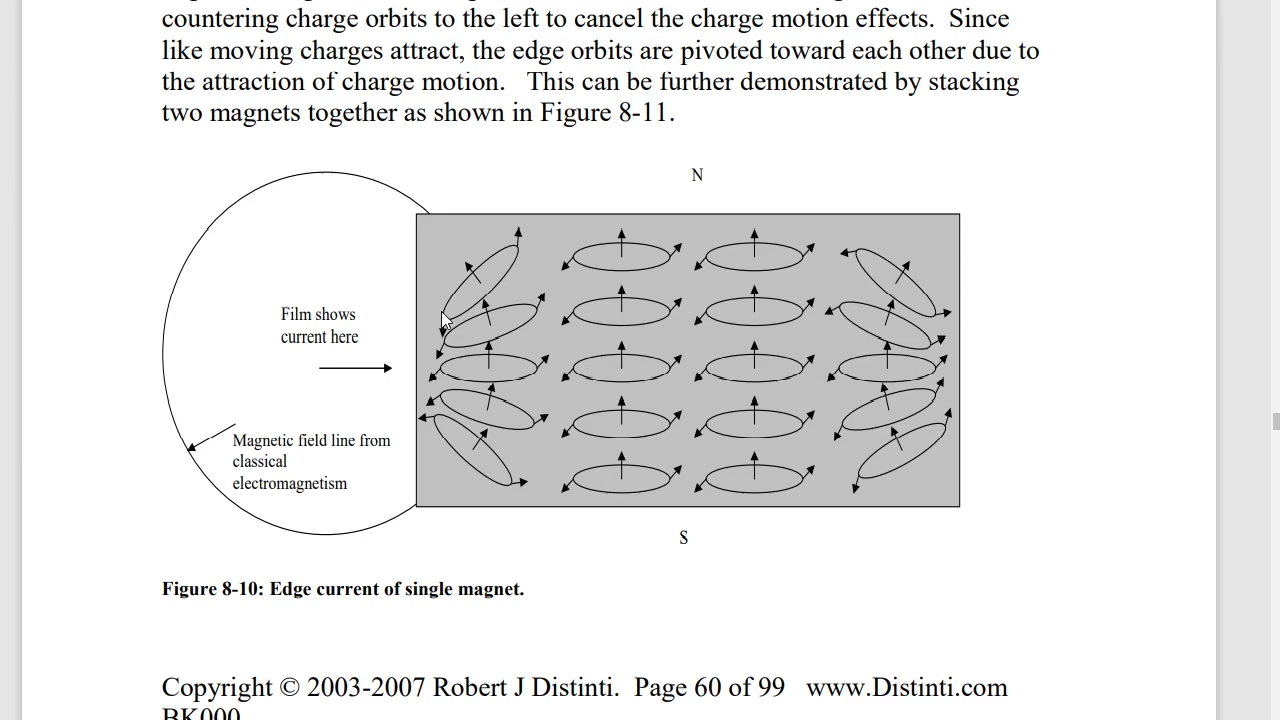 countering charge orbits to the left to cancel the charge motion effects.  Since
like moving charges attract, the edge orbits are pivoted toward each other due to
the attraction of charge motion.   This can be further demonstrated by stacking
two magnets together as shown in Figure 8-11.
N
Film shows
current here
Magnetic field line from
classical
electromagnetism
S
Figure 8-10: Edge current of single magnet.
Copyright © 2003-2007 Robert J Distinti.  Page 60 of 99   www.Distinti.com
BK000